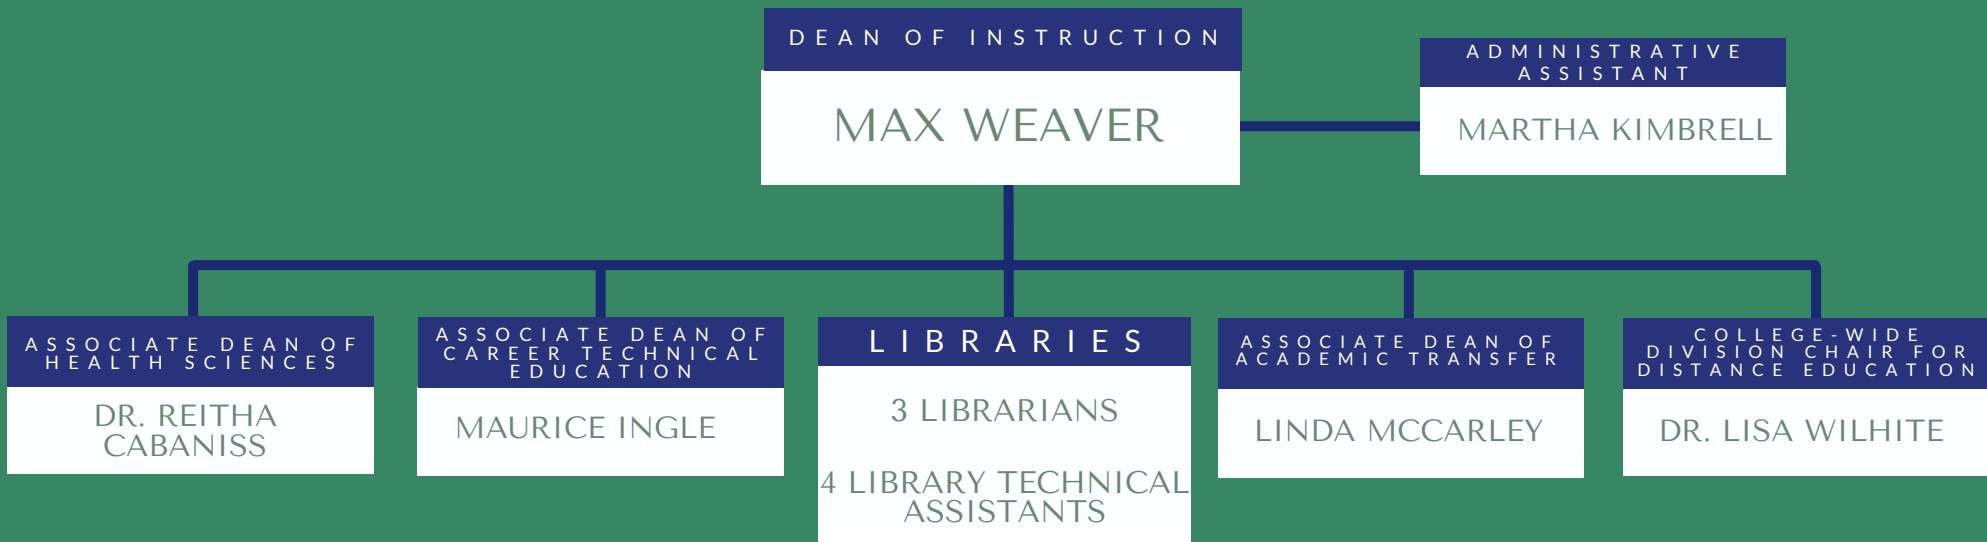 DEAN OF INSTRUCTION
MAX WEAVER
ADMINISTRATIVE
ASSISTANT
MARTHA KIMBRELL
ASSOCIATE DEAN OF
HEALTH SCIENCES
DR. REITHA
CABANISS
ASSOCIATE DEAN OF
CAREER TECHNICAL
EDUCATION
MAURICE INGLE
LIBRARIES
3 LIBRARIANS
4 LIBRARY TECHNICAL
ASSISTANTS
ASSOCIATE DEAN OF
ACADEMIC TRANSFER
LINDA MCCARLEY
COLLEGE-WIDE
DIVISION CHAIR FOR
DISTANCE EDUCATION
DR. LISA WILHITE